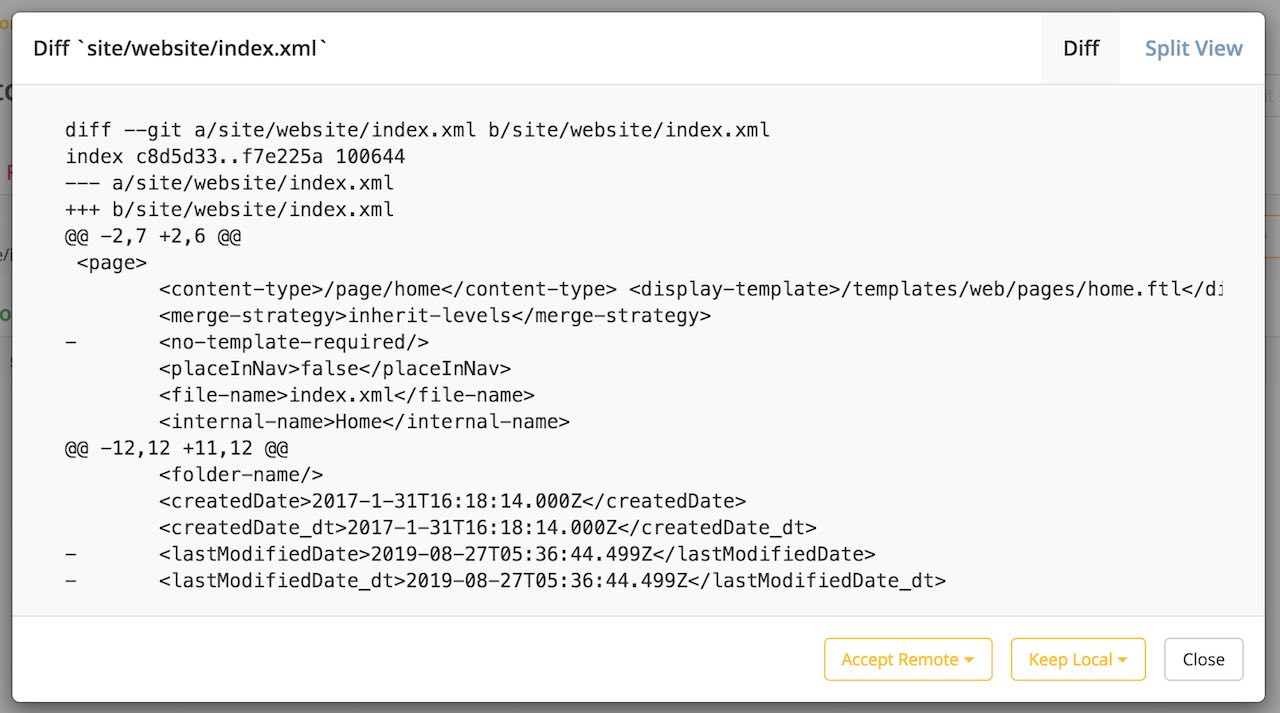 Diff `site/website/index.xml`
Diff
Split View
diff --git a/site/website/index.xml b/site/website/index.xml
index c8d5d33..f7e225a 100644
--- a/site/website/index.xml
+++ b/site/website/index.xml
@@ -2,7 +2,6 @@
<page>
<content-type>/page/home</content-type> <display-template>/templates/web/pages/home.ftl</di
<merge-strategy>inherit-levels</merge-strategy>
- <no-template-required/>
<placeInNav>false</placeInNav>
<file-name>index.xml</file-name>
<internal-name>Home</internal-name>
@@ -12,12 +11,12 @@
<folder-name/>
<createdDate>2017-1-31T16:18:14.000Z</createdDate>
<createdDate_dt>2017-1-31T16:18:14.000Z</createdDate_dt>
- <lastModifiedDate>2019-08-27T05:36:44.499Z</lastModifiedDate>
- <lastModifiedDate_dt>2019-08-27T05:36:44.499Z</lastModifiedDate_dt>
Accept Remote
Keep Local
Close